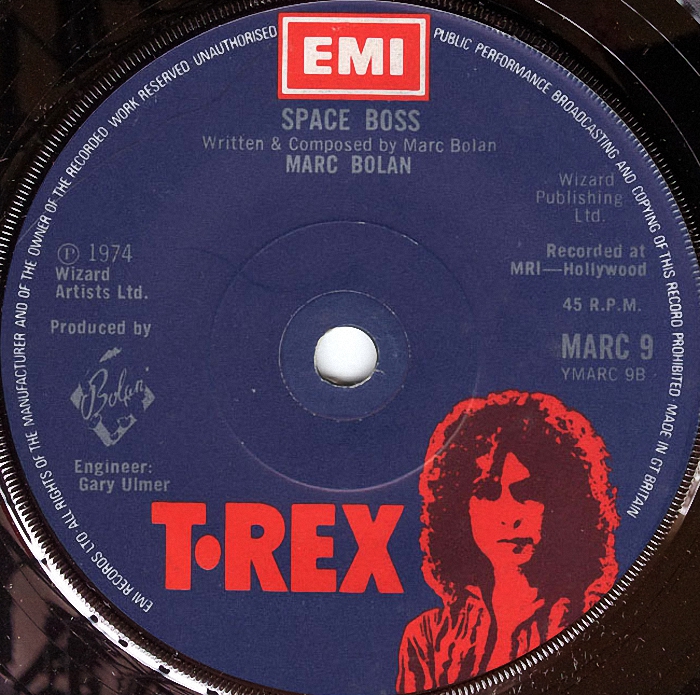 EMI
SPACE BOSS
Written & Composed by Marc Bolan
MARC BOLAN
Wizard
Publishing
Ltd.
Ⓟ 1974
Wizard
Artists Ltd.
Recorded at
MRI—Hollywood
45 R.P.M.
Produced by
MARC 9
YMARC 9B
Bolan
Engineer:
Gary Ulmer
T•REX
EMI RECORDS LTD ALL RIGHTS OF THE MANUFACTURER AND OF THE OWNER OF THE RECORDED WORK RESERVED UNAUTHORISED PUBLIC PERFORMANCE BROADCASTING AND COPYING OF THIS RECORD PROHIBITED MADE IN GT BRITAIN